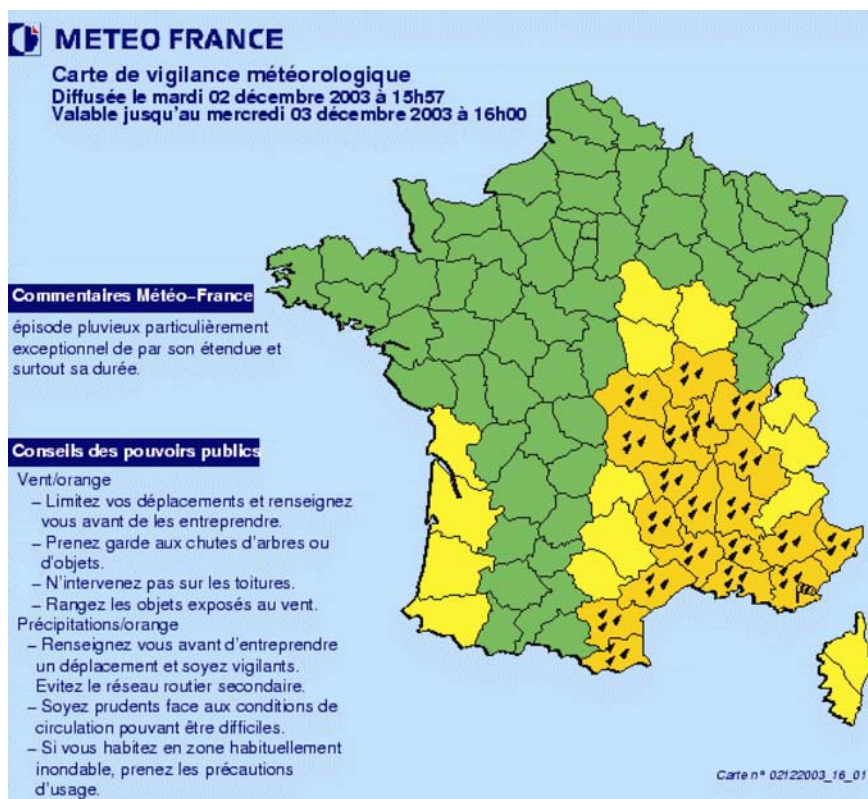 METEO FRANCE
Carte de vigilance météorologique
Diffusée le mardi 02 décembre 2003 à 15h57
Valable jusqu'au mercredi 03 décembre 2003 à 16h00
Commentaires Météo-France
épisode pluvieux particulièrement
exceptionnel de par son étendue et
surtout sa durée.
Conseils des pouvoirs publics
Vent/orange
– Limitez vos déplacements et renseignez
vous avant de les entreprendre.
– Prenez garde aux chutes d'arbres ou
d'objets.
– N'intervenez pas sur les toitures.
– Rangez les objets exposés au vent.
Précipitations/orange
– Renseignez vous avant d'entreprendre
un déplacement et soyez vigilants.
Evitez le réseau routier secondaire.
– Soyez prudents face aux conditions de
circulation pouvant être difficiles.
– Si vous habitez en zone habituellement
inondable, prenez les précautions
d'usage.
Carte n° 02122003_16_01